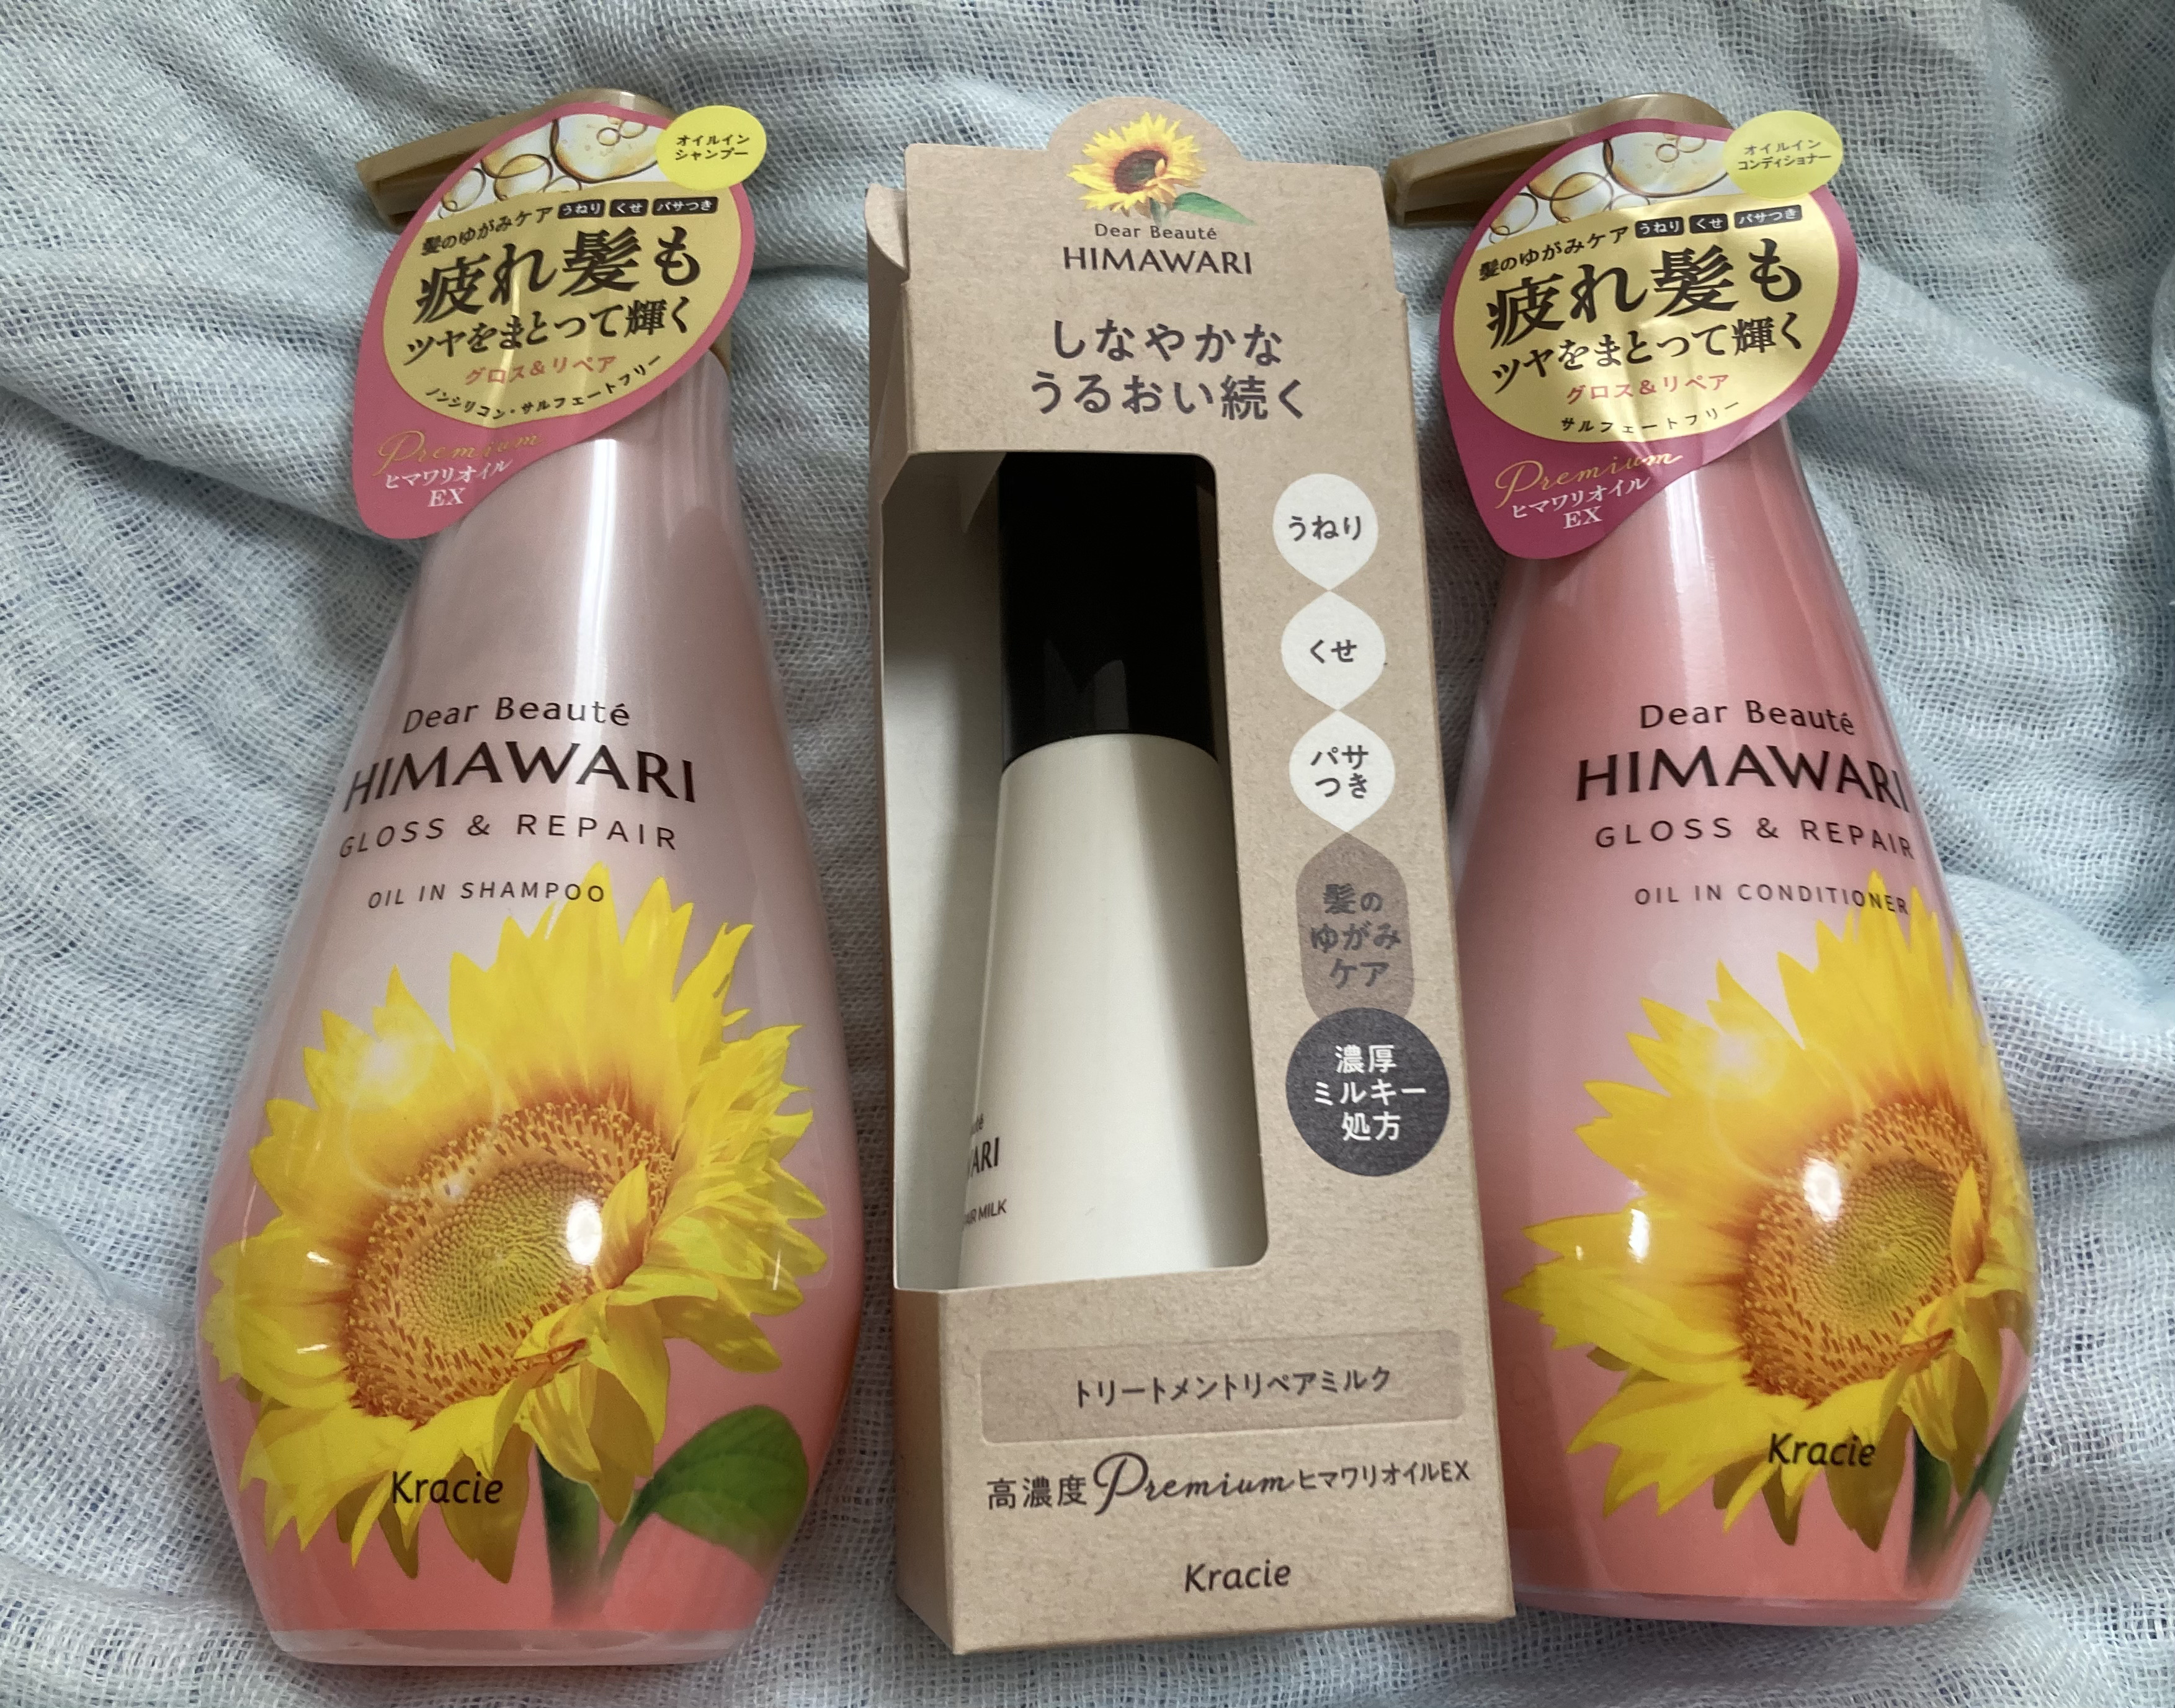 オイルイン
シャンプー
髪のゆがみケア うねり くせ パサつき
疲れ髪も
ツヤをまとって輝く
グロス&リペア
ノンシリコン・サルフェートフリー
Premium
ヒマワリオイル
EX
Dear Beauté
HIMAWARI
GLOSS & REPAIR
OIL IN SHAMPOO
Kracie
Dear Beauté
HIMAWARI
しなやかな
うるおい続く
うねり
くせ
パサ
つき
髪の
ゆがみ
ケア
濃厚
ミルキー
処方
ARI
MILK
トリートメントリペアミルク
高濃度PremiumヒマワリオイルEX
Kracie
オイルイン
コンディショナー
髪のゆがみケア うねり くせ パサつき
疲れ髪も
ツヤをまとって輝く
グロス&リペア
サルフェートフリー
Premium
ヒマワリオイル
EX
Dear Beauté
HIMAWARI
GLOSS & REPAIR
OIL IN CONDITIONER
Kracie